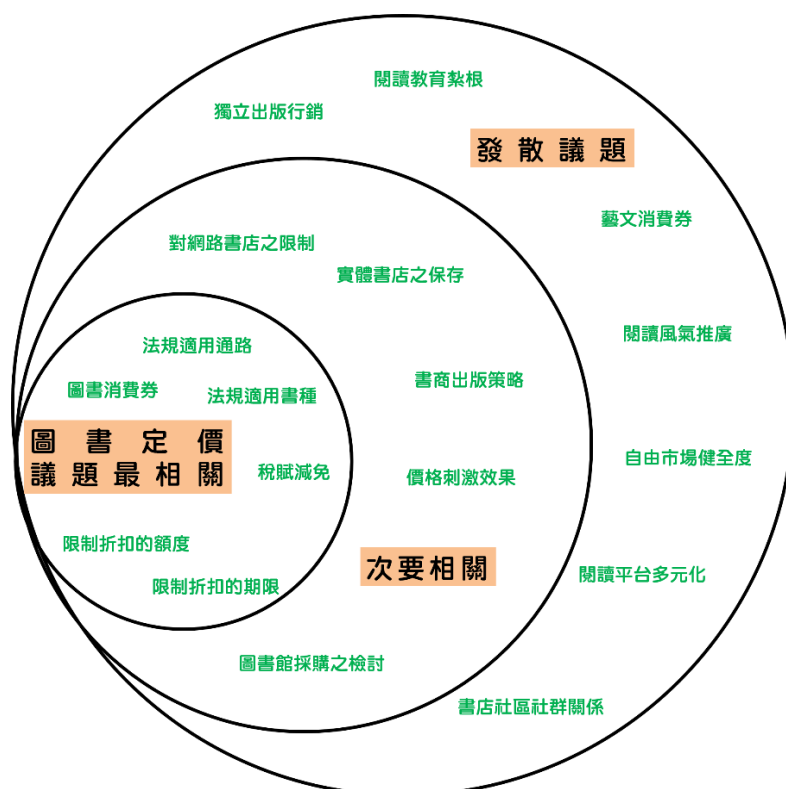 閱讀教育紮根
獨立出版行銷
發散議題
藝文消費券
對網路書店之限制
實體書店之保存
閱讀風氣推廣
法規適用通路
圖書消費券
法規適用書種
書商出版策略
圖書定價
議題最相關
稅賦減免
價格刺激效果
自由市場健全度
限制折扣的額度
限制折扣的期限
次要相關
閱讀平台多元化
圖書館採購之檢討
書店社區社群關係